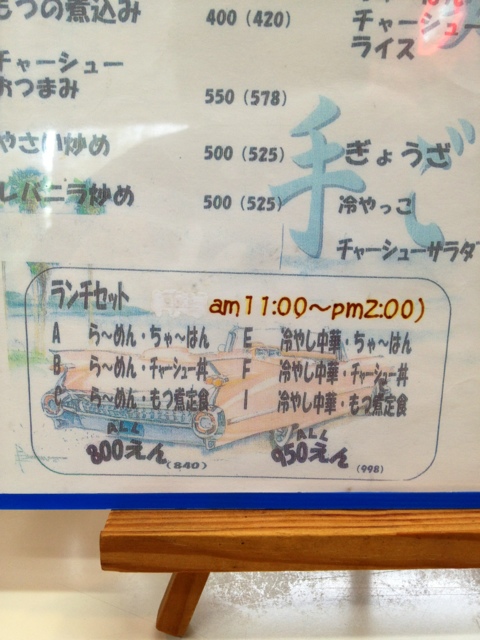 もつの煮込み 400 (420)
チャーシュー
おつまみ 550 (578)
やさい炒め 500 (525)
レバニラ炒め 500 (525)
チャーシュー
ライス
手
ぎょうざ
冷やっこ
チャーシューサラダ
ランチセット am11:00～pm2:00)
A ら～めん・ちゃ～はん
B ら～めん・チャーシュー丼
C ら～めん・もつ煮定食
ALL
800えん (840)
E 冷やし中華・ちゃ～はん
F 冷やし中華・チャーシュー丼
I 冷やし中華・もつ煮定食
ALL
950えん (998)